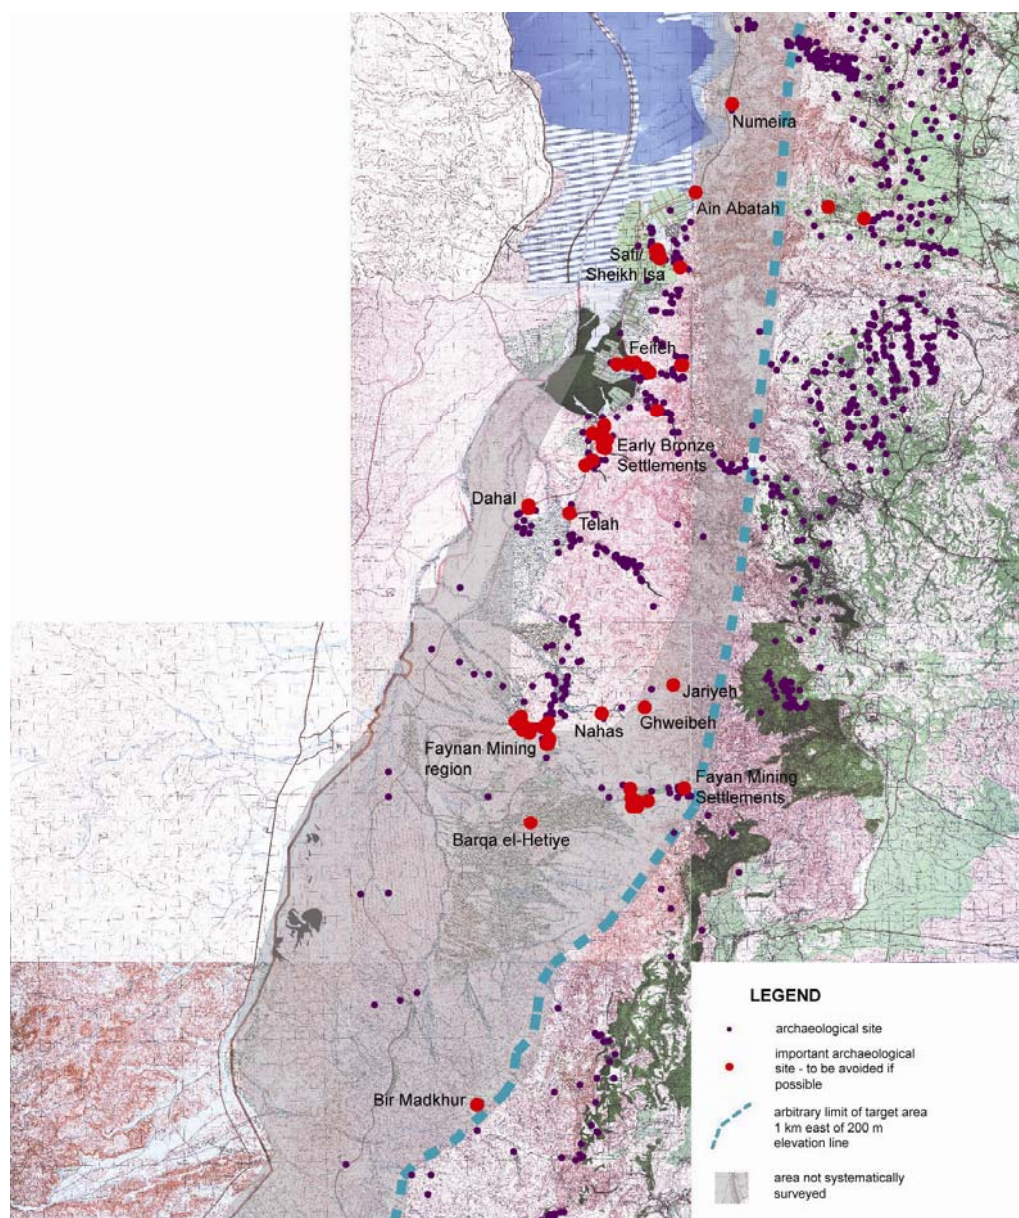 Numeira
Ain Abatah
Safi/
Sheikh Isa
Feifeh
Early Bronze
Settlements
Dahal
Telah
Jariyeh
Nahas
Ghweibeh
Faynan Mining
region
Fayan Mining
Settlements
Barqa el-Hetiye
Bir Madkhur
LEGEND
archaeological site
important archaeological
site - to be avoided if
possible
arbitrary limit of target area
1 km east of 200 m
elevation line
area not systematically
surveyed